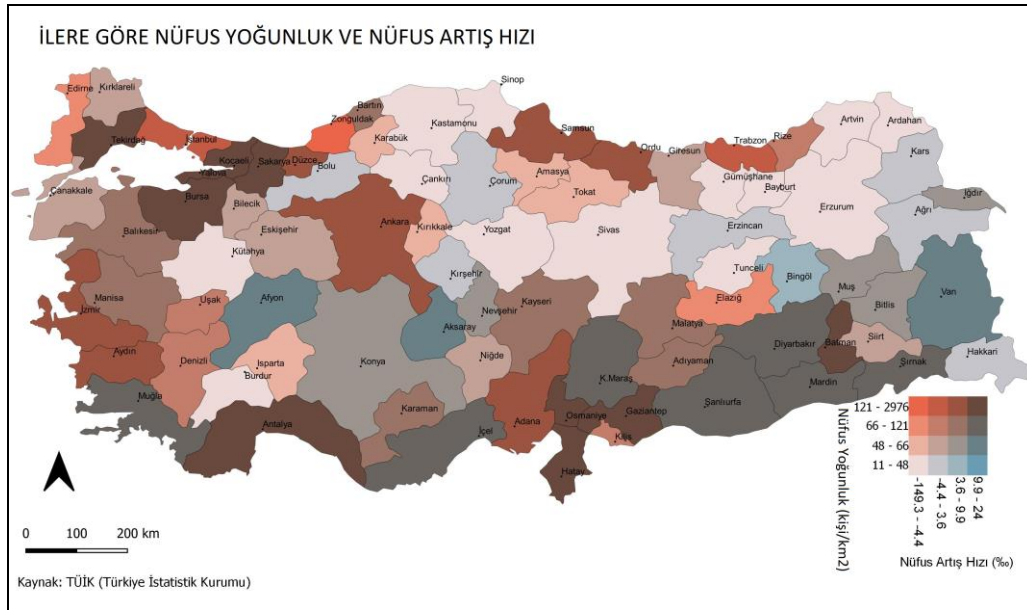 İLERE GÖRE NÜFUS YOĞUNLUK VE NÜFUS ARTIŞ HIZI
Sinop
Edirne
Kırklareli
Bartın
Zonguldak
Kastamonu
Artvin
Ardahan
Tekirdağ
İstanbul
Karabük
Samsun
Ordu
Giresun
Trabzon
Rize
Kars
Kocaeli
Sakarya
Düzce
Yalova
Bolu
Çankırı
Çorum
Amasya
Tokat
Gümüşhane
Bayburt
Erzurum
Iğdır
Çanakkale
Bursa
Bilecik
Ankara
Ağrı
Balıkesir
Eskişehir
Kırıkkale
Yozgat
Sivas
Erzincan
Kütahya
Kırşehir
Tunceli
Bingöl
Muş
Van
Manisa
İzmir
Uşak
Afyon
Aksaray
Nevşehir
Kayseri
Elazığ
Bitlis
Malatya
Diyarbakır
Batman
Siirt
Aydın
Denizli
Isparta
Burdur
Konya
Niğde
Adıyaman
Şırnak
Hakkari
Muğla
K.Maraş
Mardin
Antalya
Karaman
Şanlıurfa
İçel
Adana
Osmaniye
Gaziantep
Kilis
Hatay
Nüfus Yoğunluk (kişi/km2)
121 - 2976
66 - 121
48 - 66
11 - 48
-149.3 - -4.4
-4.4 - 3.6
3.6 - 9.9
9.9 - 24
Nüfus Artış Hızı (‰)
0 100 200 km
Kaynak: TÜİK (Türkiye İstatistik Kurumu)